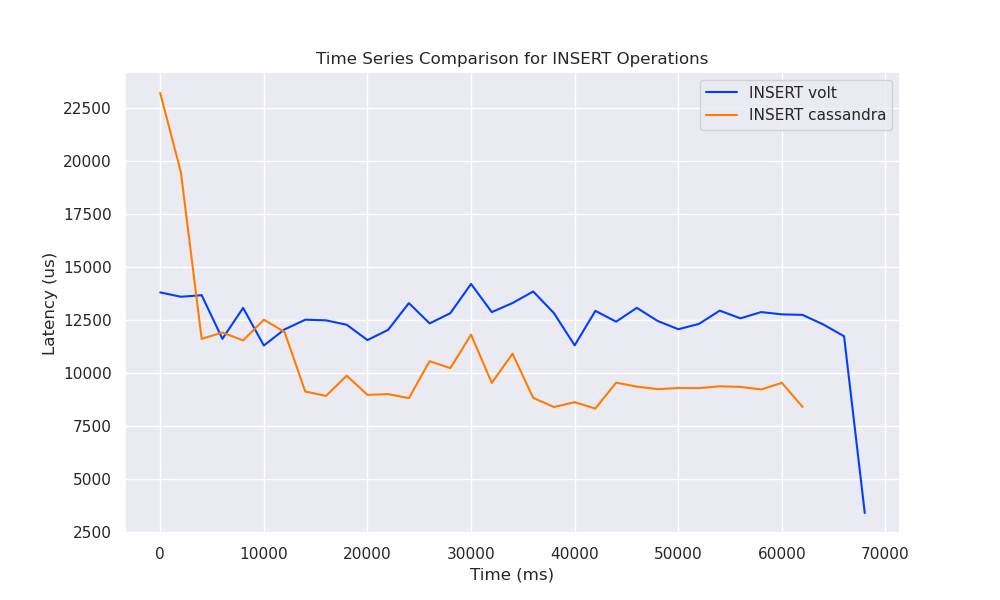 Time Series Comparison for INSERT Operations
INSERT volt
INSERT cassandra
Latency (us)
22500
20000
17500
15000
12500
10000
7500
5000
2500
0 10000 20000 30000 40000 50000 60000 70000
Time (ms)